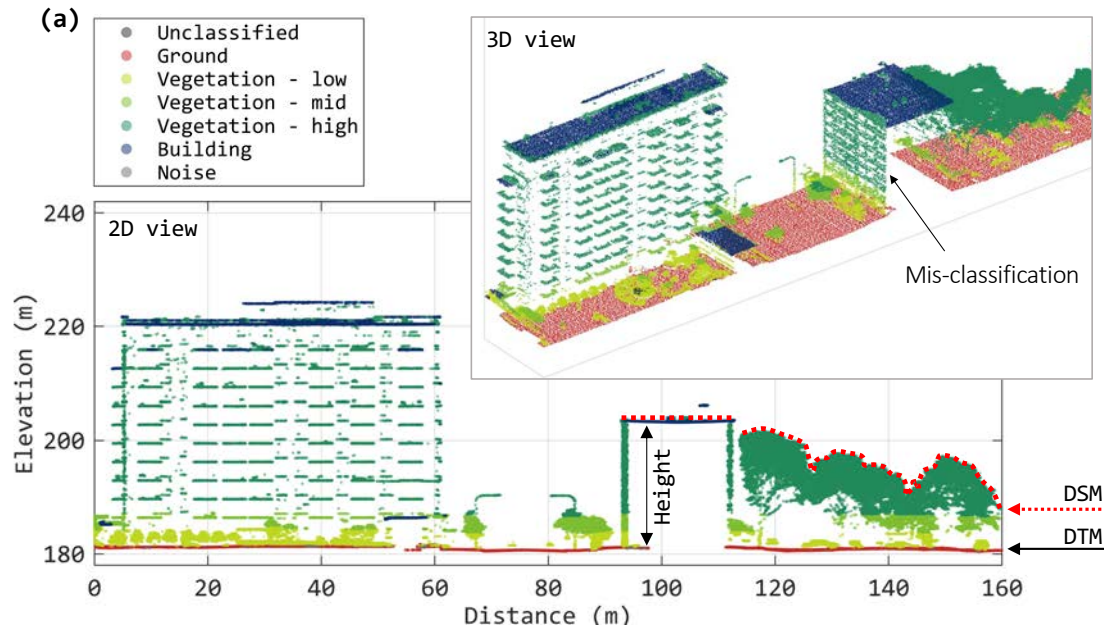 (a)
Unclassified
Ground
Vegetation - low
Vegetation - mid
Vegetation - high
Building
Noise
3D view
Mis-classification
2D view
240
220
200
180
Elevation (m)
Height
DSM
DTM
0 20 40 60 80 100 120 140 160
Distance (m)